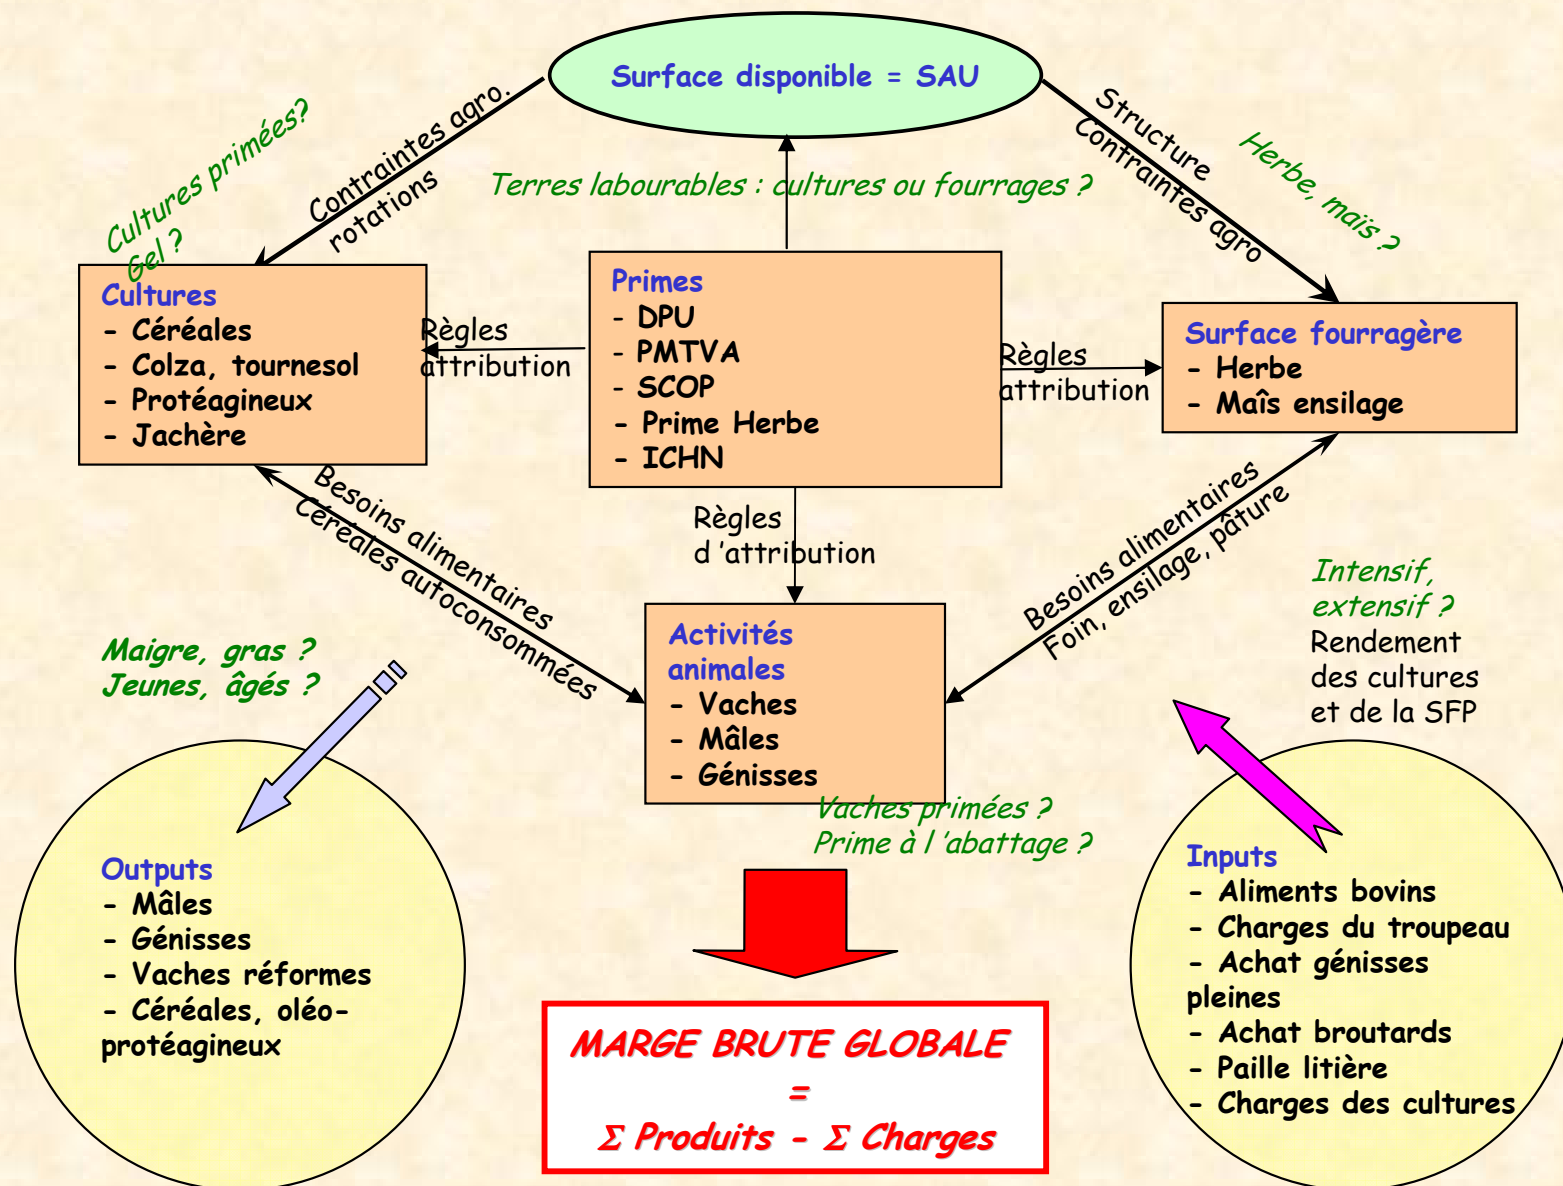 Surface disponible = SAU
Contraintes agro.
rotations
Structure
Contraintes agro
Cultures primées?
Gel ?
Terres labourables : cultures ou fourrages ?
Herbe, maïs ?
Cultures
- Céréales
- Colza, tournesol
- Protéagineux
- Jachère
Règles
attribution
Primes
- DPU
- PMTVA
- SCOP
- Prime Herbe
- ICHN
Règles
attribution
Surface fourragère
- Herbe
- Maîs ensilage
Besoins alimentaires
Céréales autoconsommées
Règles
d 'attribution
Besoins alimentaires
Foin, ensilage, pâture
Maigre, gras ?
Jeunes, âgés ?
Activités
animales
- Vaches
- Mâles
- Génisses
Intensif,
extensif ?
Rendement
des cultures
et de la SFP
Vaches primées ?
Prime à l 'abattage ?
Outputs
- Mâles
- Génisses
- Vaches réformes
- Céréales, oléo-
protéagineux
Inputs
- Aliments bovins
- Charges du troupeau
- Achat génisses
pleines
- Achat broutards
- Paille litière
- Charges des cultures
MARGE BRUTE GLOBALE
=
Σ Produits - Σ Charges